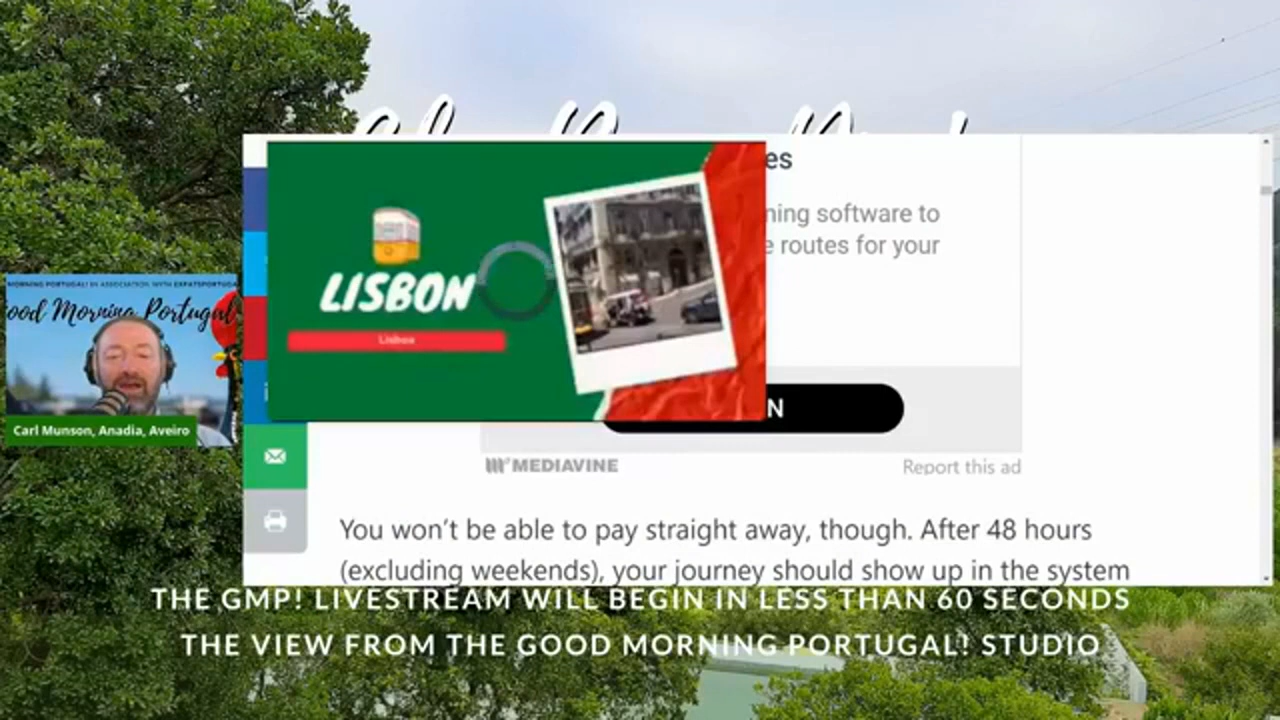 es
ning software to
e routes for your
LISBON
Lisboa
MORNING PORTUGAL! IN ASSOCIATION WITH
ood Morning Portugal
Carl Munson, Anadia, Aveiro
N
MEDIAVINE
Report this ad
You won't be able to pay straight away, though. After 48 hours
(excluding weekends), your journey should show up in the system
THE GMP! LIVESTREAM WILL BEGIN IN LESS THAN 60 SECONDS
THE VIEW FROM THE GOOD MORNING PORTUGAL! STUDIO